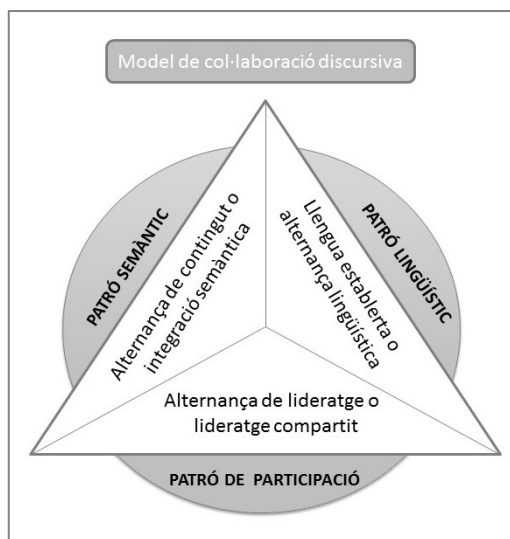 Model de col·laboració discursiva
PATRÓ SEMÀNTIC
Alternança de contingut o
integració semàntica
Llengua establerta o
alternança lingüística
PATRÓ LINGÜÍSTIC
Alternança de lideratge o
lideratge compartit
PATRÓ DE PARTICIPACIÓ